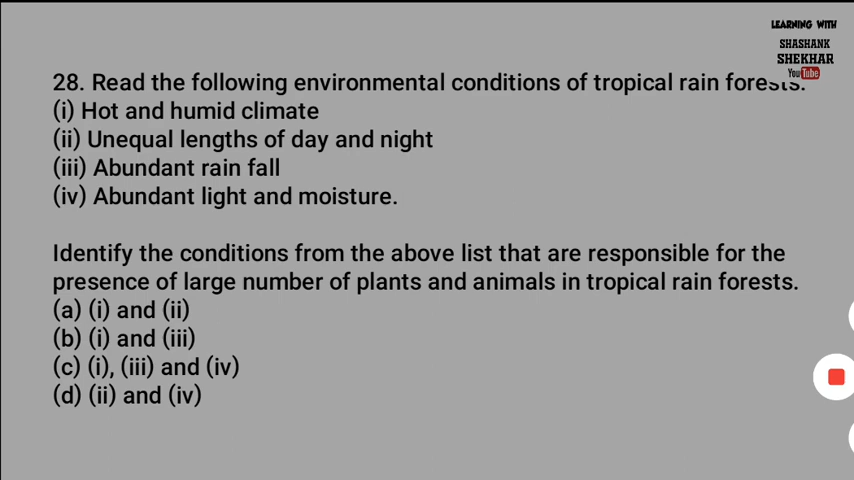 LEARNING WITH
SHASHANK
SHEKHAR
YouTube
28. Read the following environmental conditions of tropical rain forests.
(i) Hot and humid climate
(ii) Unequal lengths of day and night
(iii) Abundant rain fall
(iv) Abundant light and moisture.
Identify the conditions from the above list that are responsible for the
presence of large number of plants and animals in tropical rain forests.
(a) (i) and (ii)
(b) (i) and (iii)
(c) (i), (iii) and (iv)
(d) (ii) and (iv)